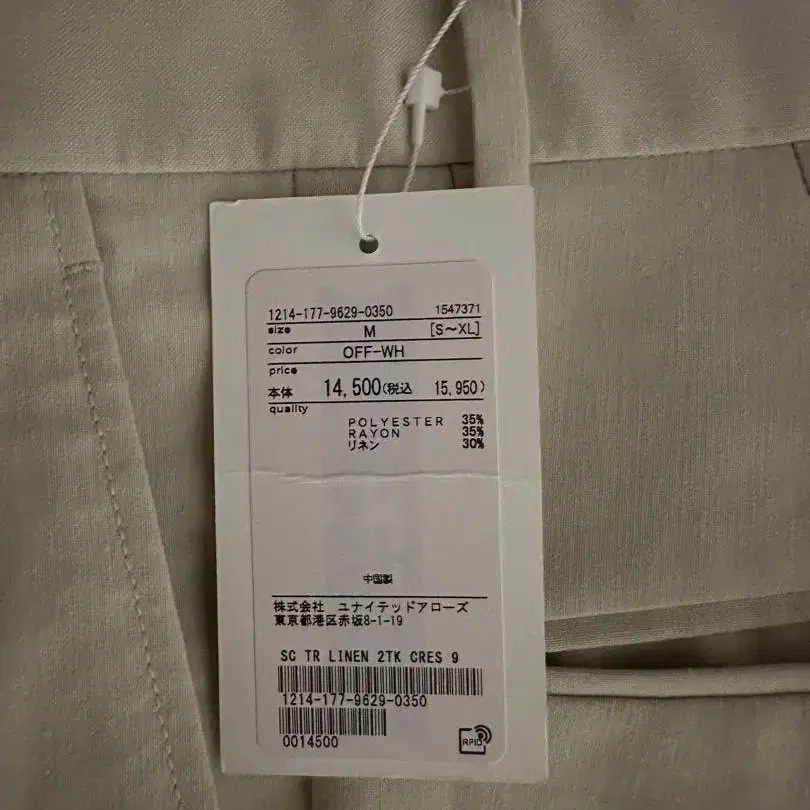 1214-177-9629-0350 1547371
size M [S～XL]
color OFF-WH
price
本体 14,500(税込 15,950)
quality
POLYESTER 35%
RAYON 35%
リネン 30%
中国製
株式会社 ユナイテッドアローズ
東京都港区赤坂8-1-19
SC TR LINEN 2TK CRES 9
1214-177-9629-0350
0014500
RFID